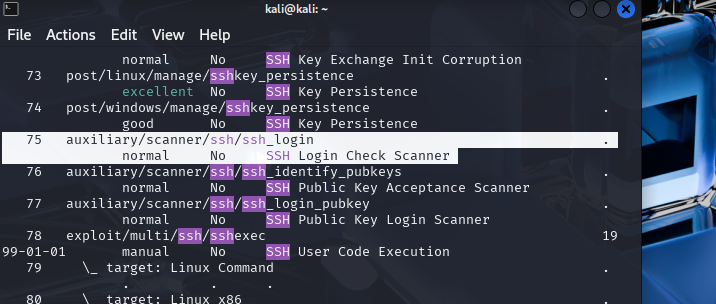 kali@kali: ~
File Actions Edit View Help
normal No SSH Key Exchange Init Corruption
73 post/linux/manage/sshkey_persistence .
excellent No SSH Key Persistence
74 post/windows/manage/sshkey_persistence .
good No SSH Key Persistence
75 auxiliary/scanner/ssh/ssh_login .
normal No SSH Login Check Scanner
76 auxiliary/scanner/ssh/ssh_identify_pubkeys .
normal No SSH Public Key Acceptance Scanner
77 auxiliary/scanner/ssh/ssh_login_pubkey .
normal No SSH Public Key Login Scanner
78 exploit/multi/ssh/sshexec 19
99-01-01 manual No SSH User Code Execution
79 \_ target: Linux Command .
. . .
80 \_ target: Linux x86 .